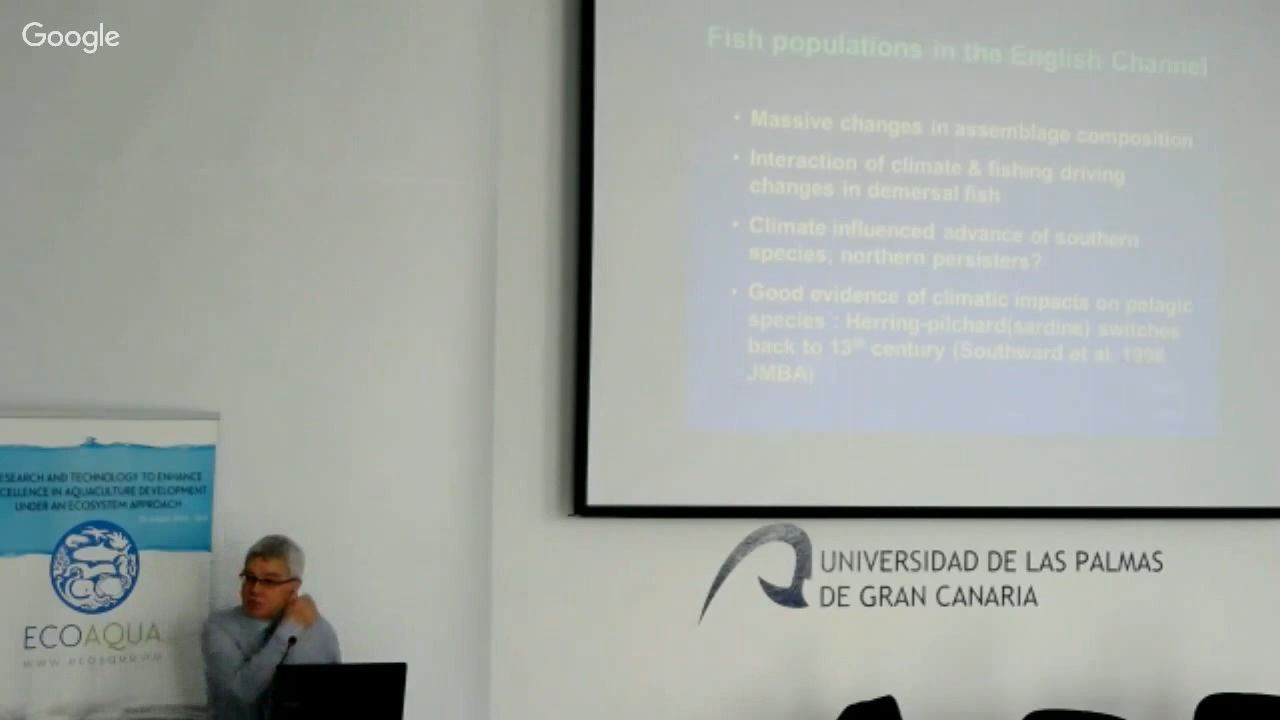 Google
Fish populations in the English Channel
• Massive changes in assemblage composition
• Interaction of climate & fishing driving
changes in demersal fish
• Climate influenced advance of southern
species; northern persisters?
• Good evidence of climatic impacts on pelagic
species : Herring-pilchard(sardine) switches
back to 13th century (Southward et al. 1998
JMBA)
ESEARCH AND TECHNOLOGY TO ENHANCE
CELLENCE IN AQUACULTURE DEVELOPMENT
UNDER AN ECOSYSTEM APPROACH
ECOAQUA
UNIVERSIDAD DE LAS PALMAS
DE GRAN CANARIA